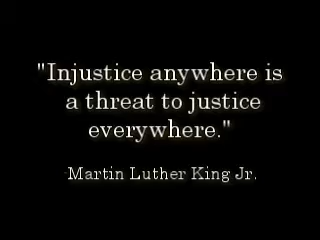 "Injustice anywhere is
a threat to justice
everywhere."
Martin Luther King Jr.